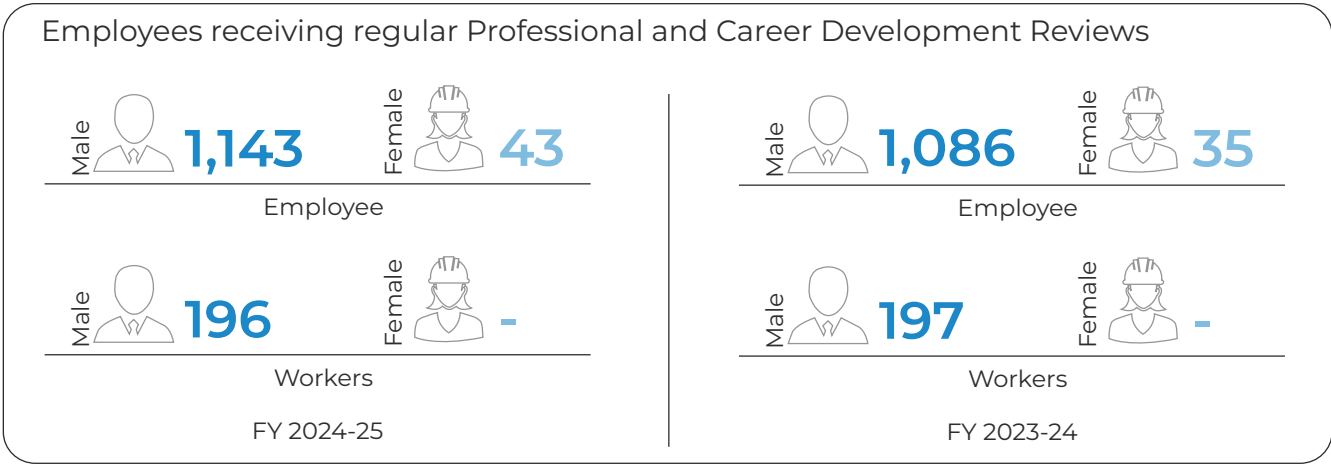 Employees receiving regular Professional and Career Development Reviews
Male 1,143 Female 43
Employee
Male 196 Female -
Workers
FY 2024-25
Male 1,086 Female 35
Employee
Male 197 Female -
Workers
FY 2023-24